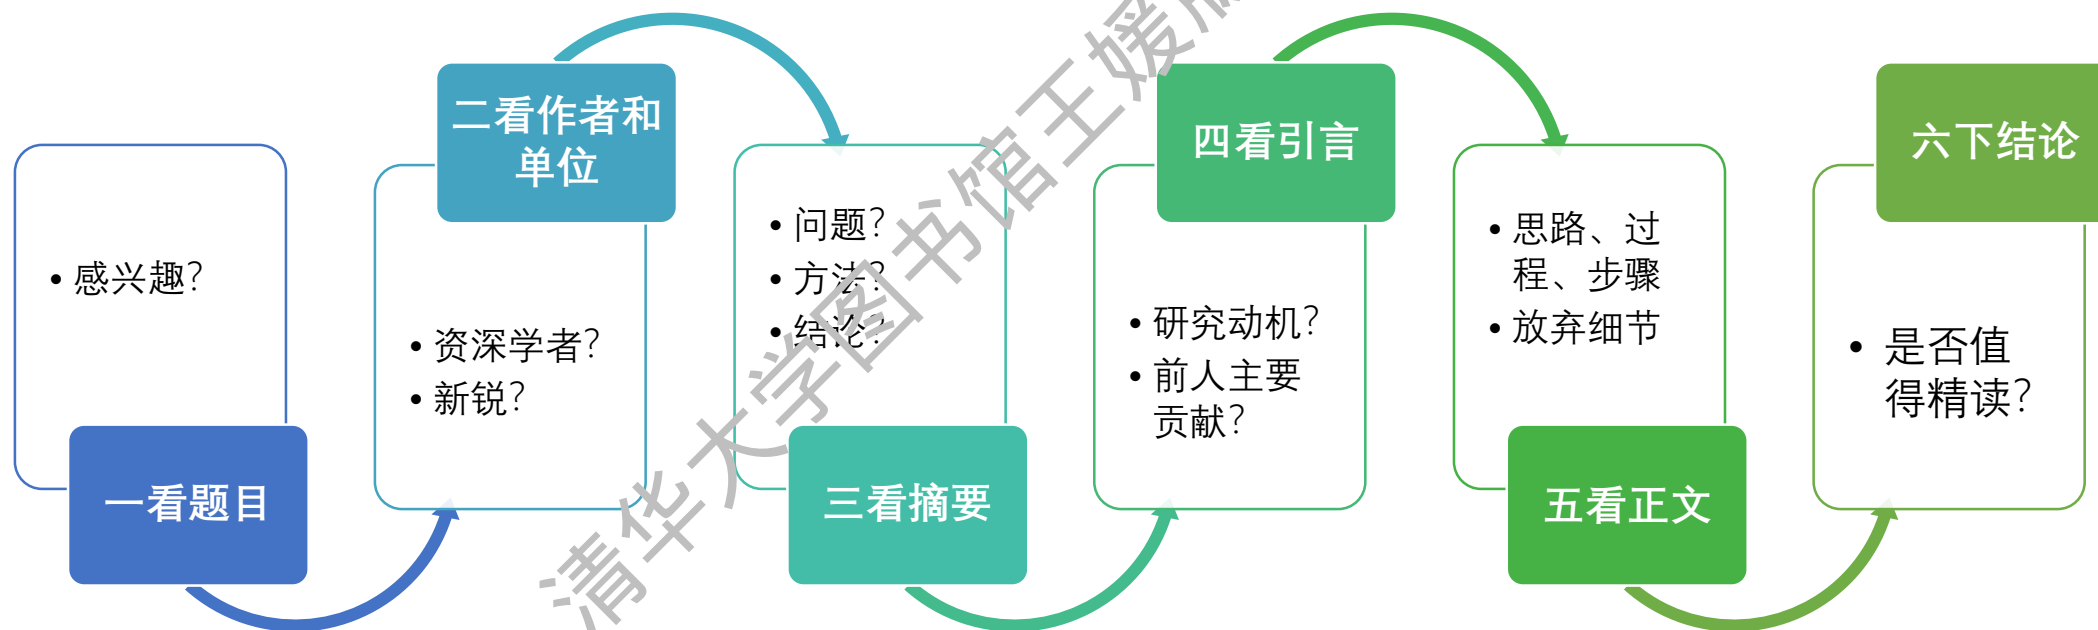 一看题目
• 感兴趣?
二看作者和
单位
• 资深学者?
• 新锐?
三看摘要
• 问题?
• 方法?
• 结论?
四看引言
• 研究动机?
• 前人主要
贡献?
五看正文
• 思路、过
程、步骤
• 放弃细节
六下结论
• 是否值
得精读?
清华大学图书馆王媛